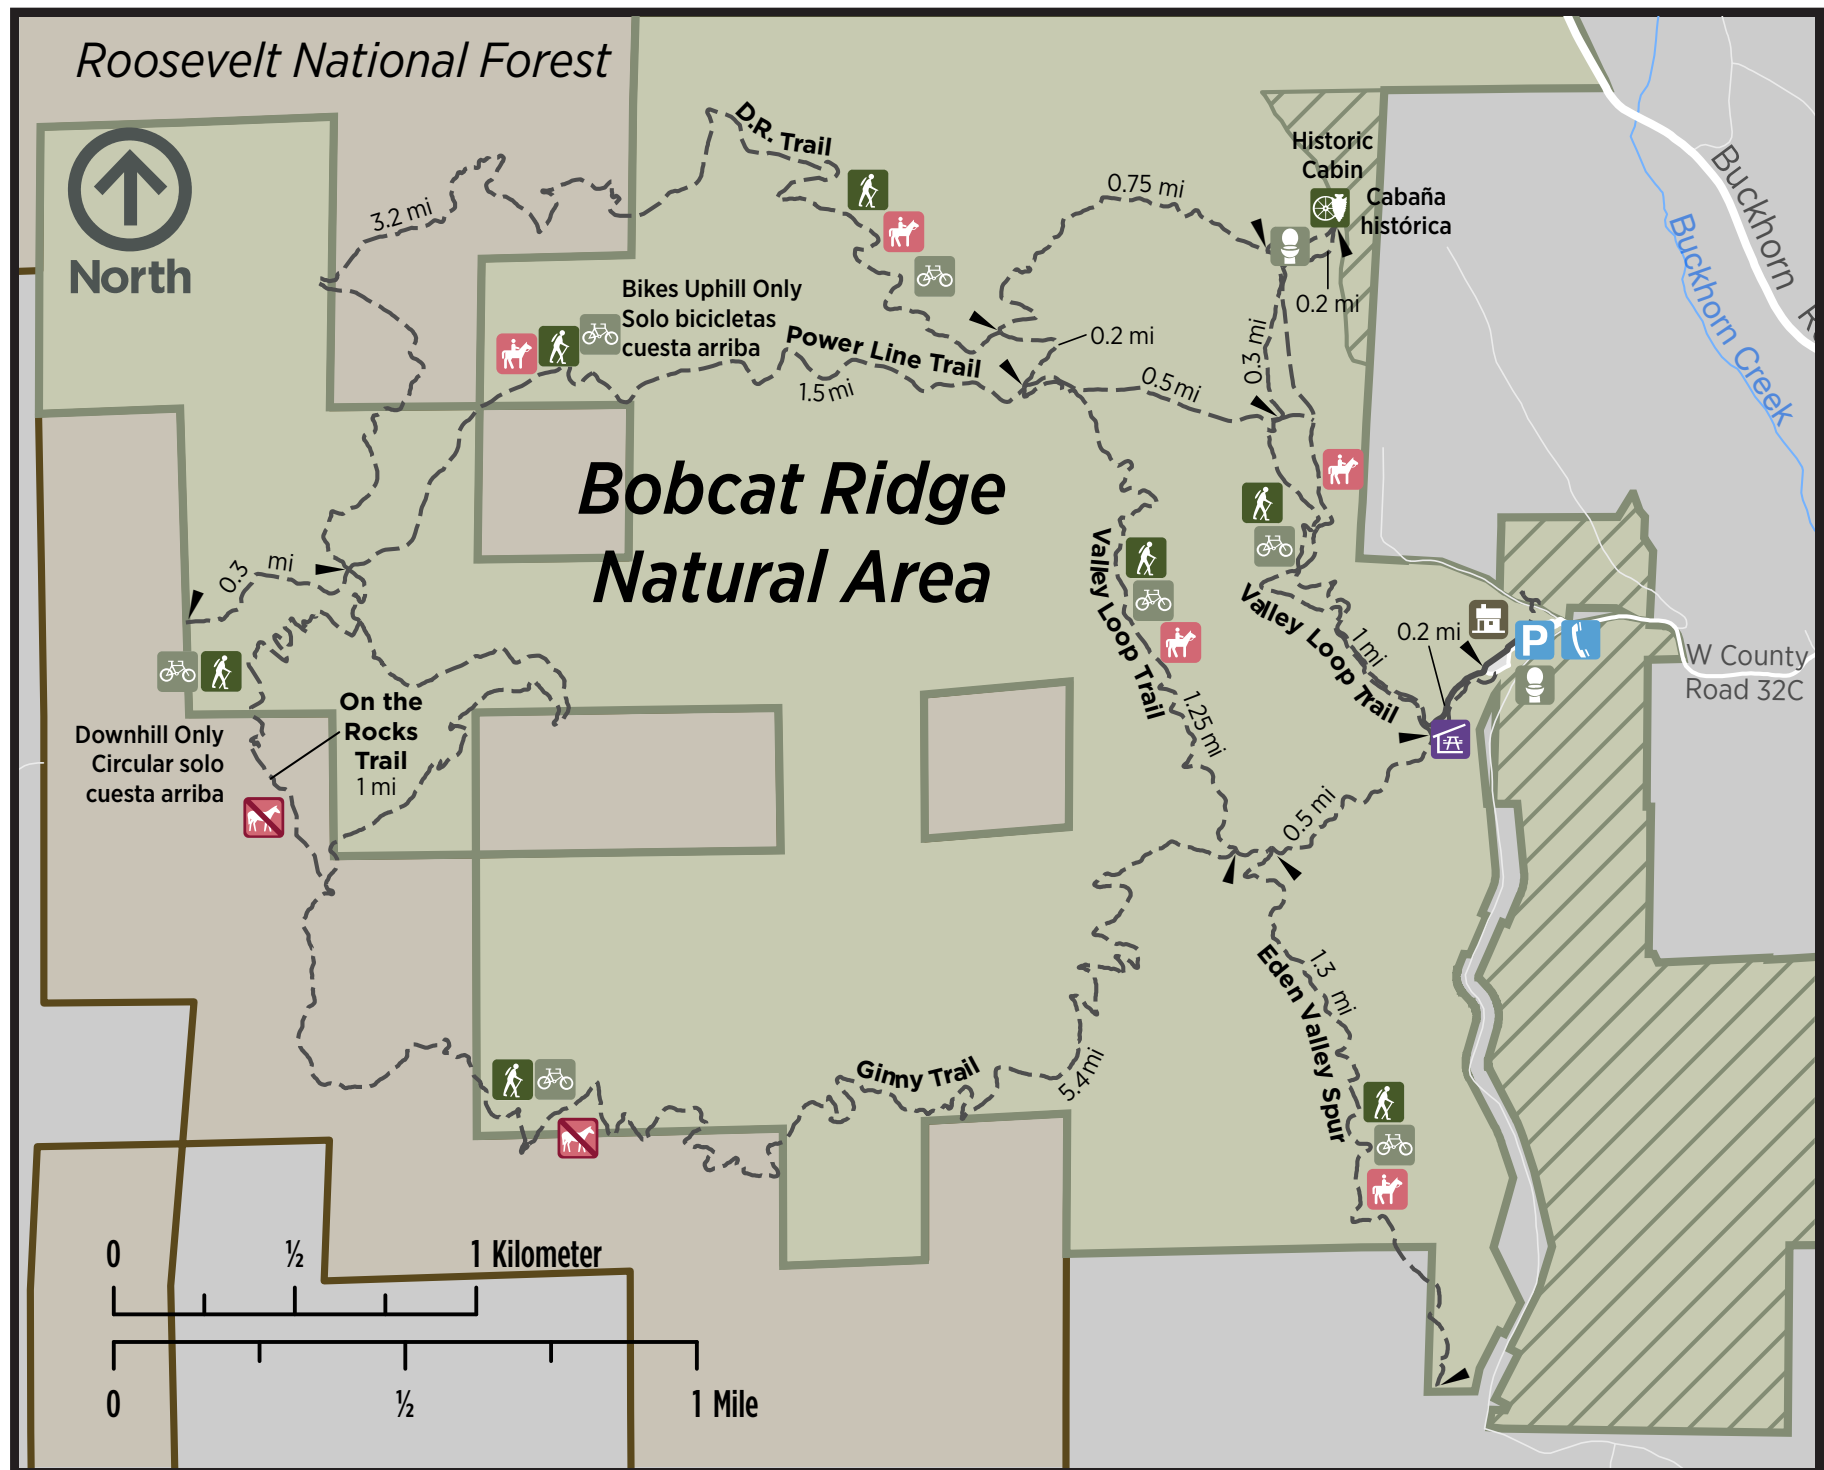 Roosevelt National Forest
North
D.R. Trail
3.2 mi
0.75 mi
Historic
Cabin
Cabaña
histórica
0.2 mi
Buckhorn
Buckhorn Creek
Bikes Uphill Only
Solo bicicletas
cuesta arriba
Power Line Trail
1.5 mi
0.2 mi
0.5 mi
0.3 mi
Bobcat Ridge
Natural Area
0.3 mi
Valley Loop Trail
1.25 mi
Valley Loop Trail
1 mi
0.2 mi
P
W County
Road 32C
On the
Rocks
Trail
1 mi
Downhill Only
Circular solo
cuesta arriba
0.5 mi
Eden Valley Spur
1.3 mi
Ginny Trail
5.4 mi
0 ½ 1 Kilometer
0 ½ 1 Mile